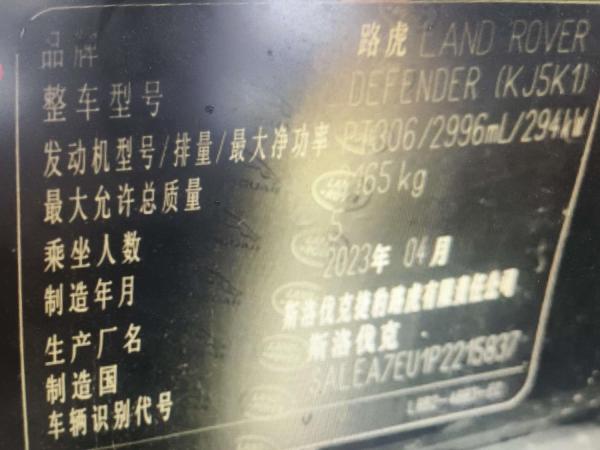 品牌 路虎 LAND ROVER
整车型号 DEFENDER (KJ5K1)
发动机型号/排量/最大净功率 PT306/2996mL/294kW
最大允许总质量 165 kg
乘坐人数 5
制造年月 2023年 04月
生产厂名 斯洛伐克捷豹路虎有限责任公司
制造国 斯洛伐克
车辆识别代号 SALEA7EU1P2215837